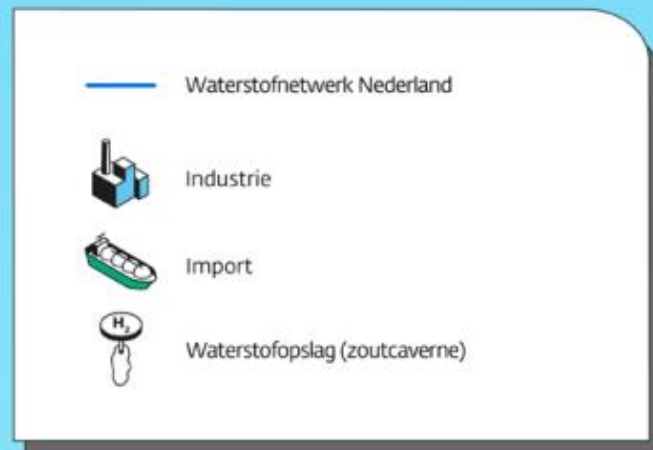 Waterstofnetwerk Nederland
Industrie
Import
H₂
Waterstofopslag (zoutcaverne)